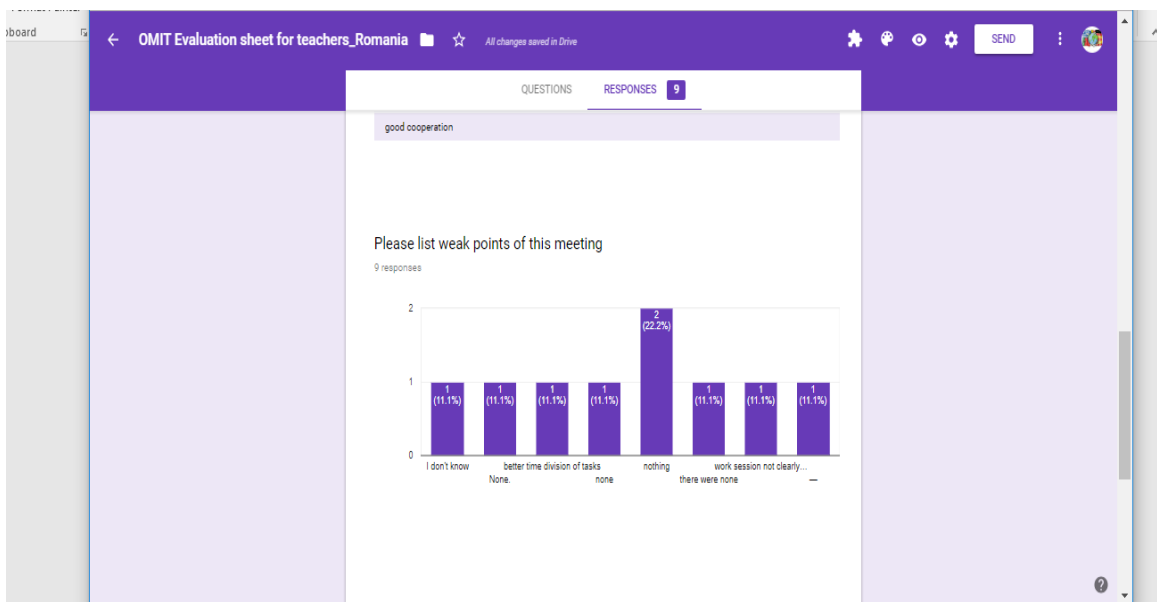 pboard
OMIT Evaluation sheet for teachers_Romania
All changes saved in Drive
SEND
QUESTIONS
RESPONSES 9
good cooperation
Please list weak points of this meeting
9 responses
2
1
0
1
(11.1%)
1
(11.1%)
1
(11.1%)
1
(11.1%)
2
(22.2%)
1
(11.1%)
1
(11.1%)
1
(11.1%)
I don't know
None.
better time division of tasks
none
nothing
there were none
work session not clearly…
—